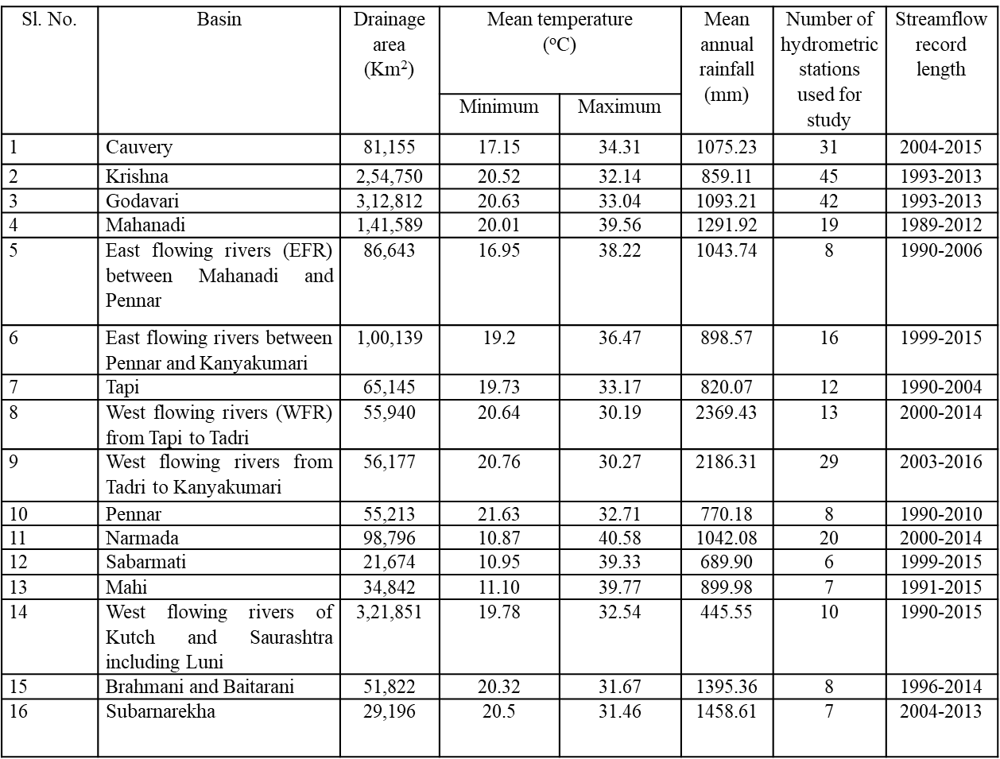 Sl. No. Basin Drainage area (Km²) Mean temperature (°C) Mean annual rainfall (mm) Number of hydrometric stations used for study Streamflow record length
Minimum Maximum
1 Cauvery 81,155 17.15 34.31 1075.23 31 2004-2015
2 Krishna 2,54,750 20.52 32.14 859.11 45 1993-2013
3 Godavari 3,12,812 20.63 33.04 1093.21 42 1993-2013
4 Mahanadi 1,41,589 20.01 39.56 1291.92 19 1989-2012
5 East flowing rivers (EFR) 86,643 16.95 38.22 1043.74 8 1990-2006
between Mahanadi and
Pennar
6 East flowing rivers between 1,00,139 19.2 36.47 898.57 16 1999-2015
Pennar and Kanyakumari
7 Tapi 65,145 19.73 33.17 820.07 12 1990-2004
8 West flowing rivers (WFR) 55,940 20.64 30.19 2369.43 13 2000-2014
from Tapi to Tadri
9 West flowing rivers from 56,177 20.76 30.27 2186.31 29 2003-2016
Tadri to Kanyakumari
10 Pennar 55,213 21.63 32.71 770.18 8 1990-2010
11 Narmada 98,796 10.87 40.58 1042.08 20 2000-2014
12 Sabarmati 21,674 10.95 39.33 689.90 6 1999-2015
13 Mahi 34,842 11.10 39.77 899.98 7 1991-2015
14 West flowing rivers of 3,21,851 19.78 32.54 445.55 10 1990-2015
Kutch and Saurashtra
including Luni
15 Brahmani and Baitarani 51,822 20.32 31.67 1395.36 8 1996-2014
16 Subarnarekha 29,196 20.5 31.46 1458.61 7 2004-2013